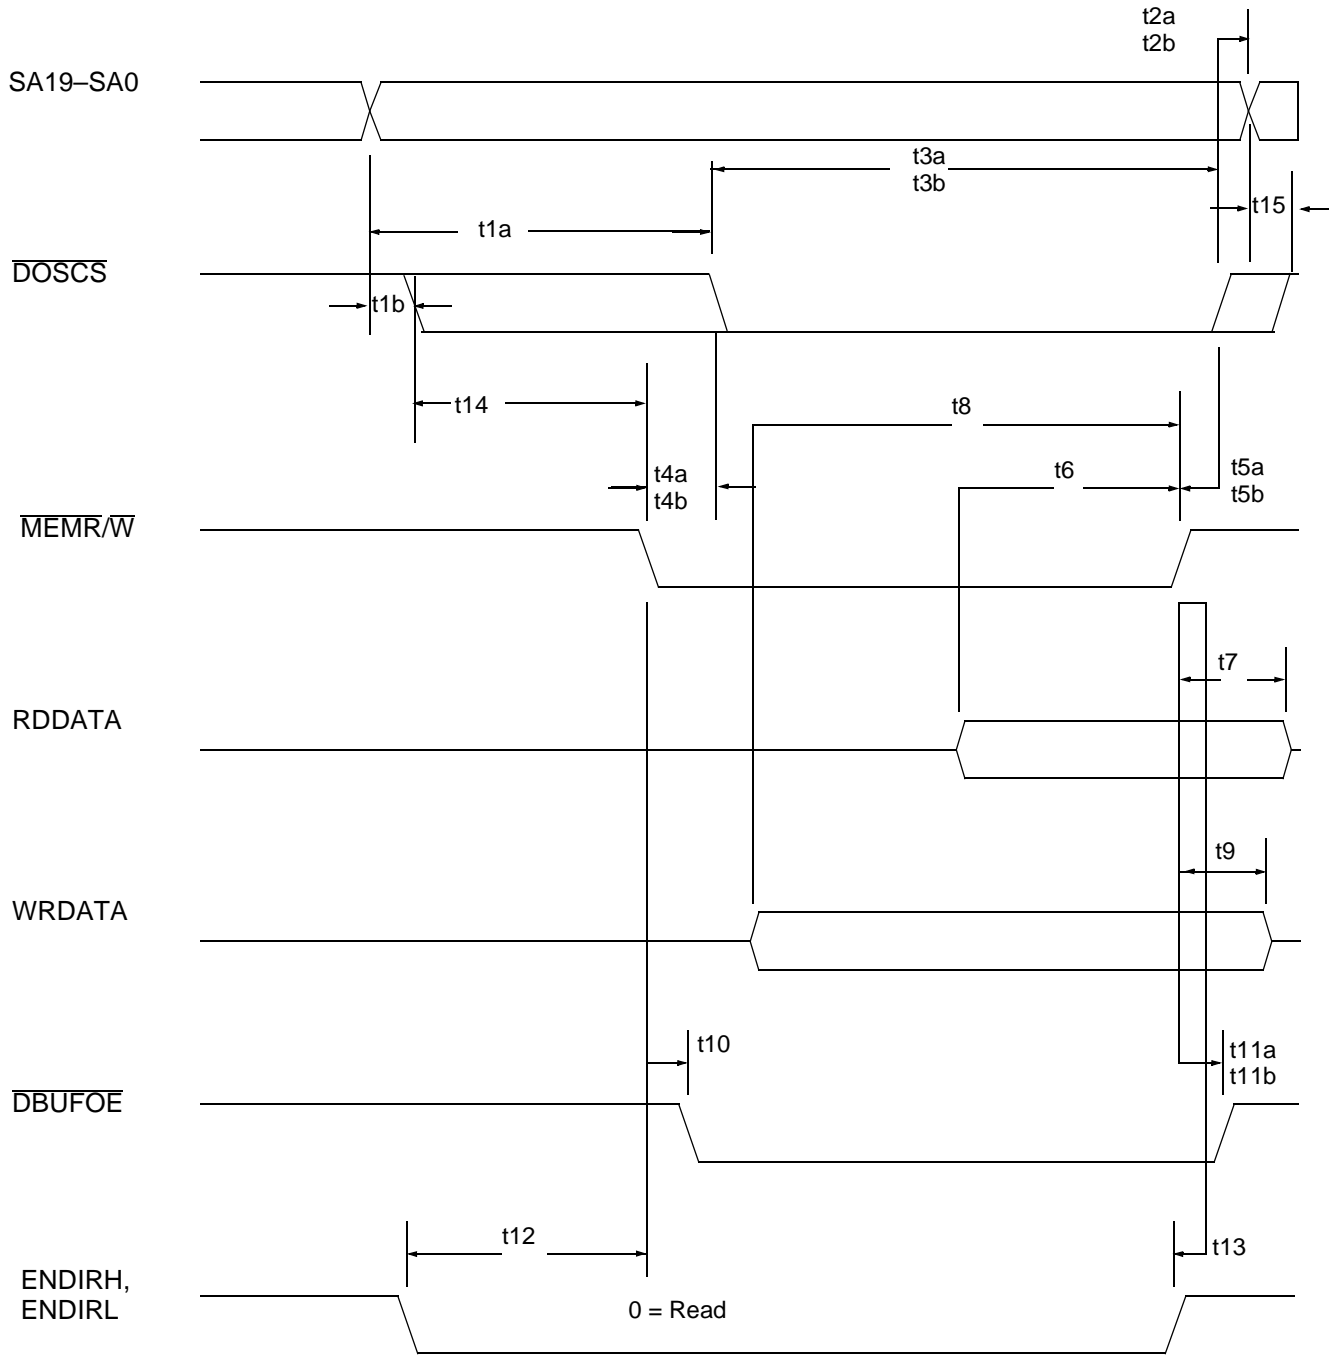 t2a
t2b
SA19–SA0
t3a
t3b
t15
t1a
DOSCS
t1b
t14
t8
t4a
t4b
t6
t5a
t5b
MEMR/W
t7
RDDATA
t9
WRDATA
t10
t11a
t11b
DBUFOE
t12
t13
ENDIRH,
ENDIRL
0 = Read